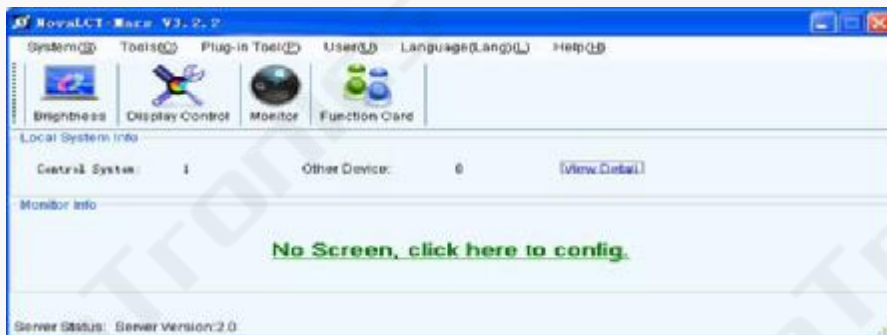 NovaLCT-Mars V3.2.2
System(S) Tools(C) Plug-in Tool(P) User(U) Language(Lang)(L) Help(H)
Brightness Display Control Monitor Function Card
Local System Info
Control System: 1 Other Device: 0 View Detail
Monitor Info
No Screen, click here to config.
Server Status: Server Version:2.0